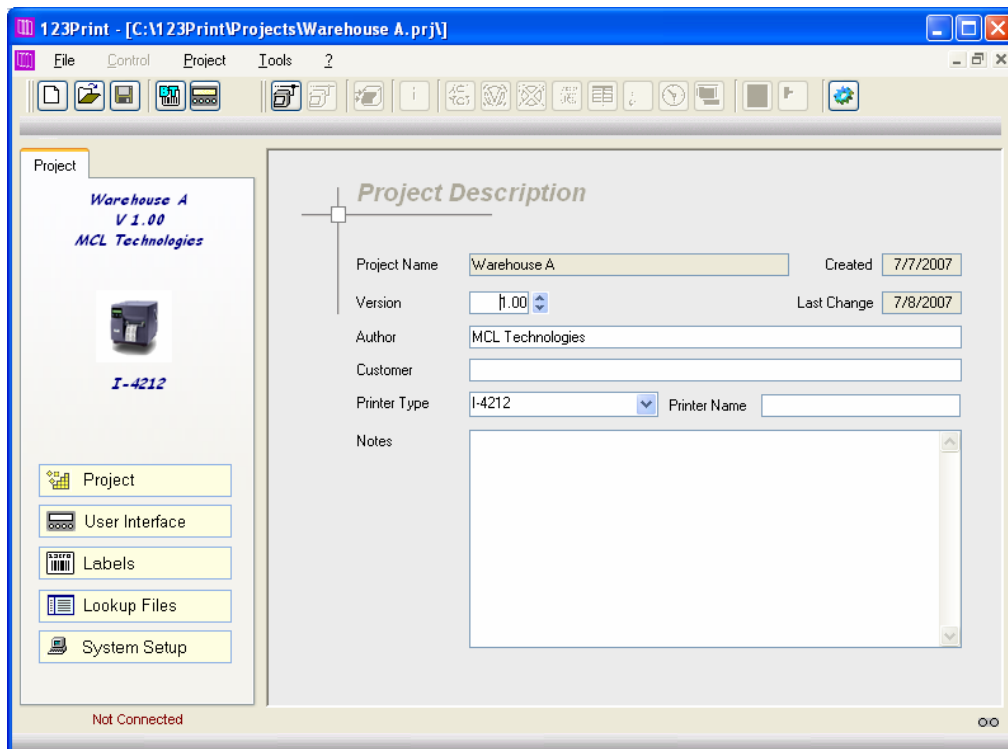 123Print - [C:\123Print\Projects\Warehouse A.prj\]
File Control Project Tools ?
Project
Warehouse A
V 1.00
MCL Technologies
I-4212
Project
User Interface
Labels
Lookup Files
System Setup
Not Connected
Project Description
Project Name Warehouse A Created 7/7/2007
Version 1.00 Last Change 7/8/2007
Author MCL Technologies
Customer
Printer Type I-4212 Printer Name
Notes